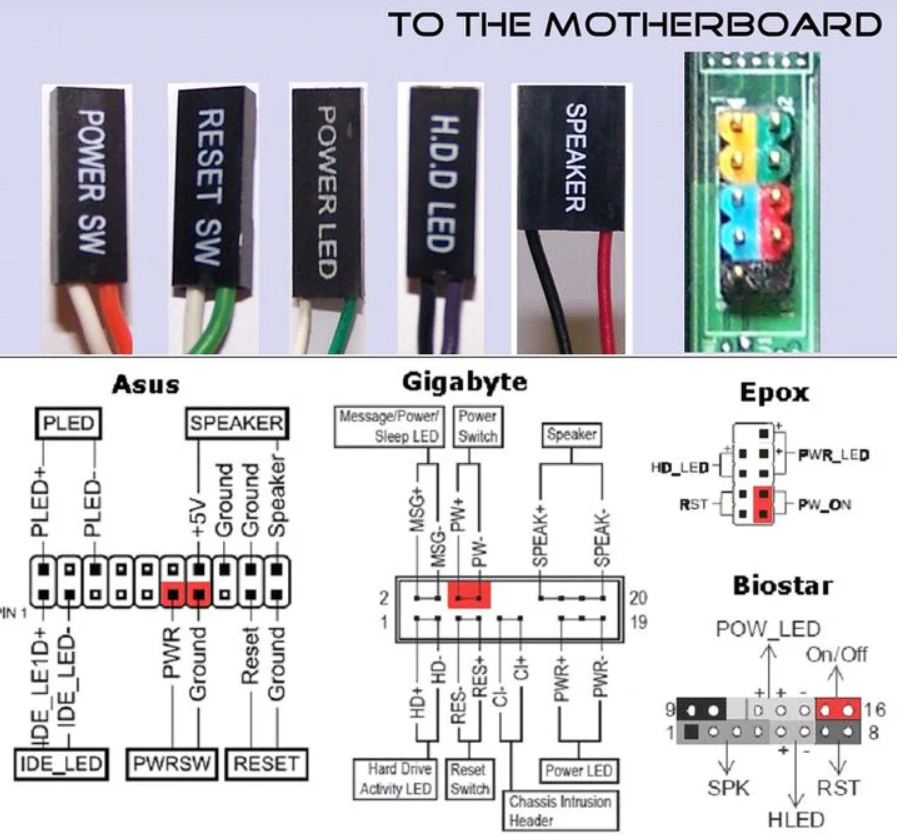 TO THE MOTHERBOARD
POWER SW
RESET SW
POWER LED
H.D.D LED
SPEAKER
Asus
PLED
SPEAKER
PLED+
PLED-
+5V
Ground
Ground
Speaker
PIN 1
IDE_LE1D+
IDE_LED-
PWR
Ground
Reset
Ground
IDE_LED
PWRSW
RESET
Gigabyte
Message/Power/
Sleep LED
Power
Switch
Speaker
MSG+
MSG-
PW+
PW-
SPEAK+
SPEAK-
2
20
1
19
HD+
HD-
RES-
RES+
CI-
CI+
PWR+
PWR-
Hard Drive
Activity LED
Reset
Switch
Power LED
Chassis Intrusion
Header
Epox
+
+
+
HD_LED
PWR_LED
RST
PW_ON
Biostar
POW_LED
On/Off
+ + -
9
16
1
8
+ -
SPK
RST
HLED